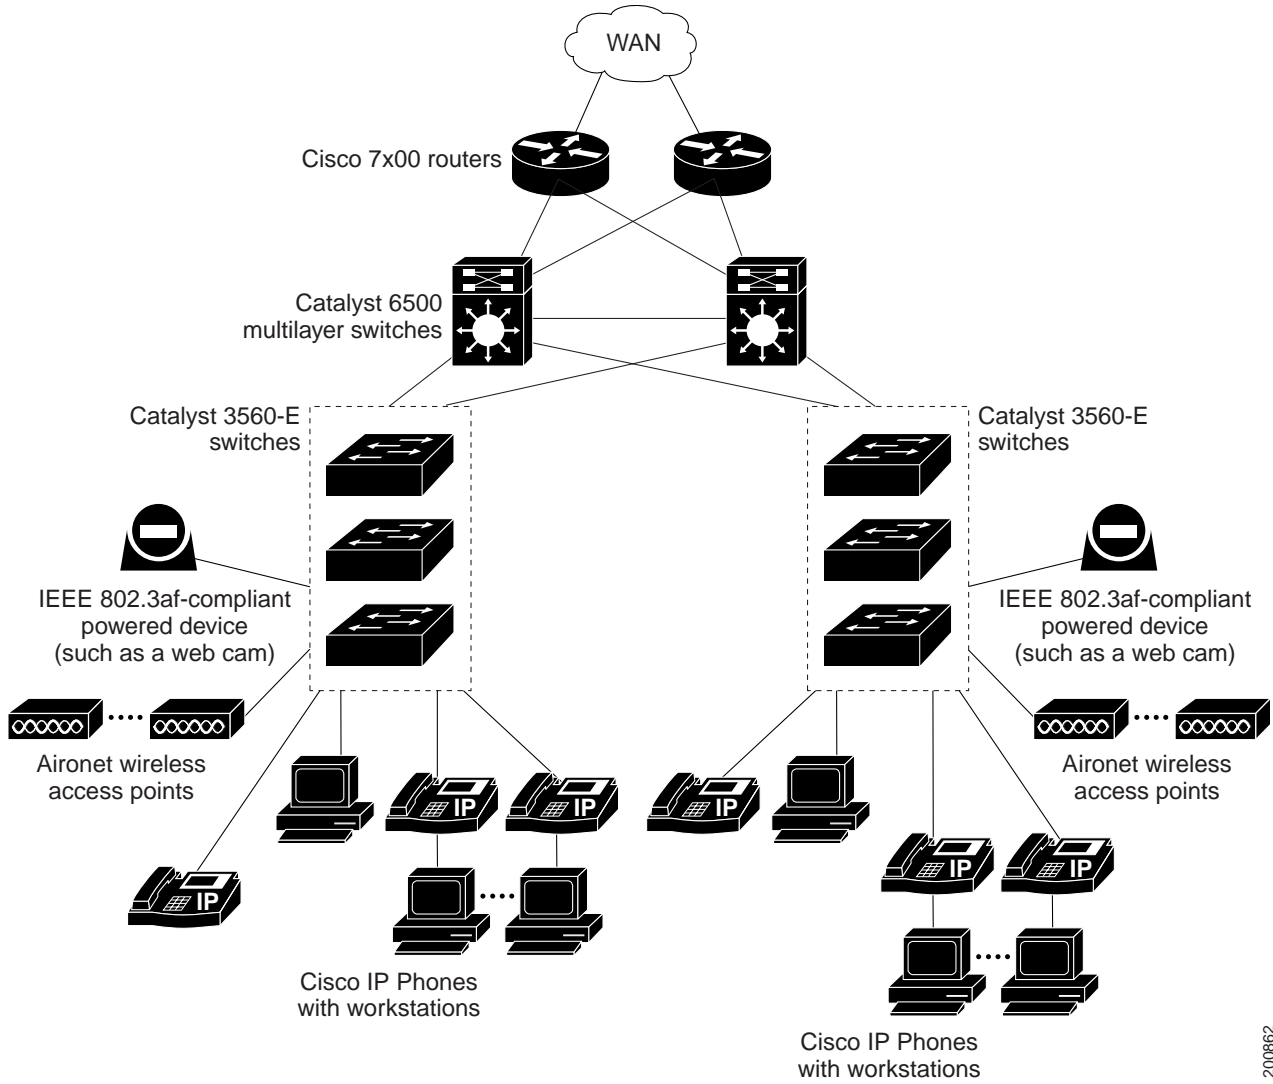 WAN
Cisco 7x00 routers
Catalyst 6500
multilayer switches
Catalyst 3560-E
switches
Catalyst 3560-E
switches
IEEE 802.3af-compliant
powered device
(such as a web cam)
IEEE 802.3af-compliant
powered device
(such as a web cam)
Aironet wireless
access points
Aironet wireless
access points
IP
IP
IP
IP
IP
IP
Cisco IP Phones
with workstations
Cisco IP Phones
with workstations
200862